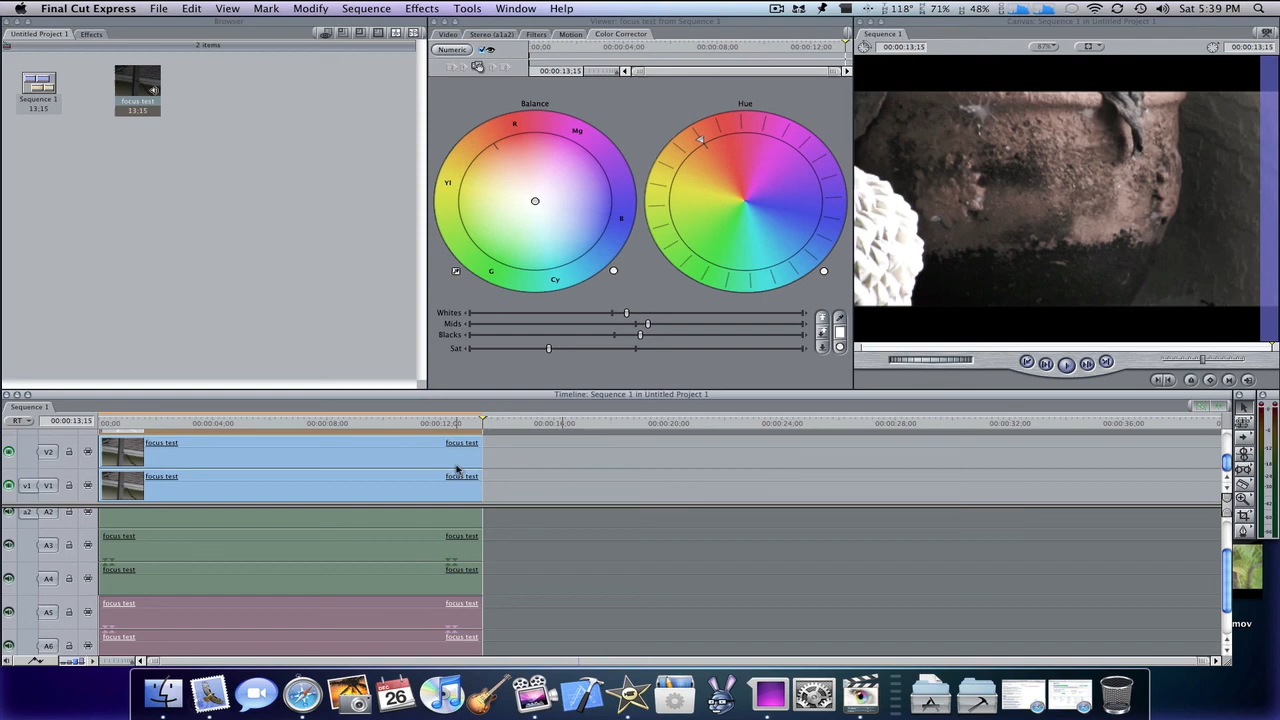 Final Cut Express File Edit View Mark Modify Sequence Effects Tools Window Help 118° 71% 48% Sat 5:39 PM
Browser
Viewer: focus test from Sequence 1
Canvas: Sequence 1 in Untitled Project 1
Untitled Project 1 Effects
Video Stereo (a1a2) Filters Motion Color Corrector
Sequence 1
2 items
Numeric
00;00 00:00:04;00 00:00:08;00 00:00:12;00
00:00:13;15 87% 00:00:13;15
00:00:13;15
Sequence 1
13;15
focus test
13;15
Balance
Hue
R
Mg
Yl
B
G
Cy
Whites
Mids
Blacks
Sat
Timeline: Sequence 1 in Untitled Project 1
Sequence 1
RT 00:00:13;15 00;00 00:00:04;00 00:00:08;00 00:00:12;00 00:00:16;00 00:00:20;00 00:00:24;00 00:00:28;00 00:00:32;00 00:00:36;00
V2 focus test focus test
v1 V1 focus test focus test
a2 A2
A3 focus test focus test
A4 focus test focus test
A5 focus test focus test
A6 focus test focus test
mov
DEC
26